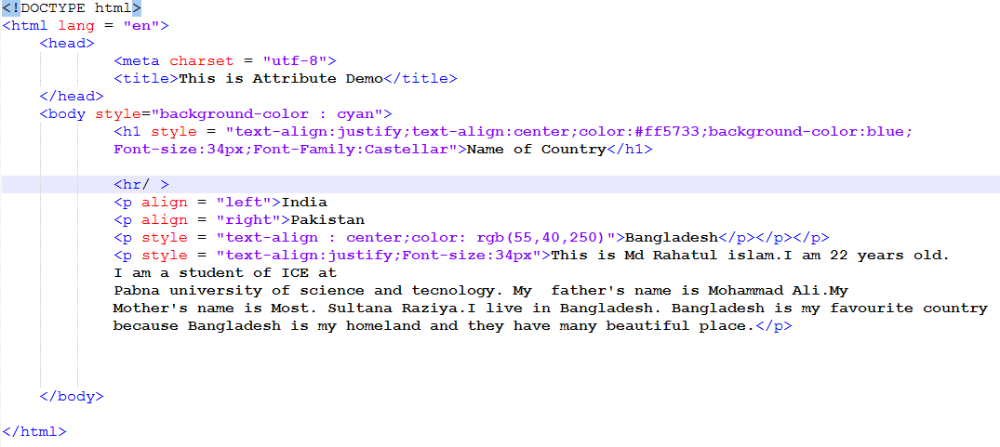 <!DOCTYPE html>
<html lang = "en">
<head>
<meta charset = "utf-8">
<title>This is Attribute Demo</title>
</head>
<body style="background-color : cyan">
<h1 style = "text-align:justify;text-align:center;color:#ff5733;background-color:blue;
Font-size:34px;Font-Family:Castellar">Name of Country</h1>
<hr/ >
<p align = "left">India
<p align = "right">Pakistan
<p style = "text-align : center;color: rgb(55,40,250)">Bangladesh</p></p></p>
<p style = "text-align:justify;Font-size:34px">This is Md Rahatul islam.I am 22 years old.
I am a student of ICE at
Pabna university of science and tecnology. My  father's name is Mohammad Ali.My
Mother's name is Most. Sultana Raziya.I live in Bangladesh. Bangladesh is my favourite country
because Bangladesh is my homeland and they have many beautiful place.</p>
</body>
</html>